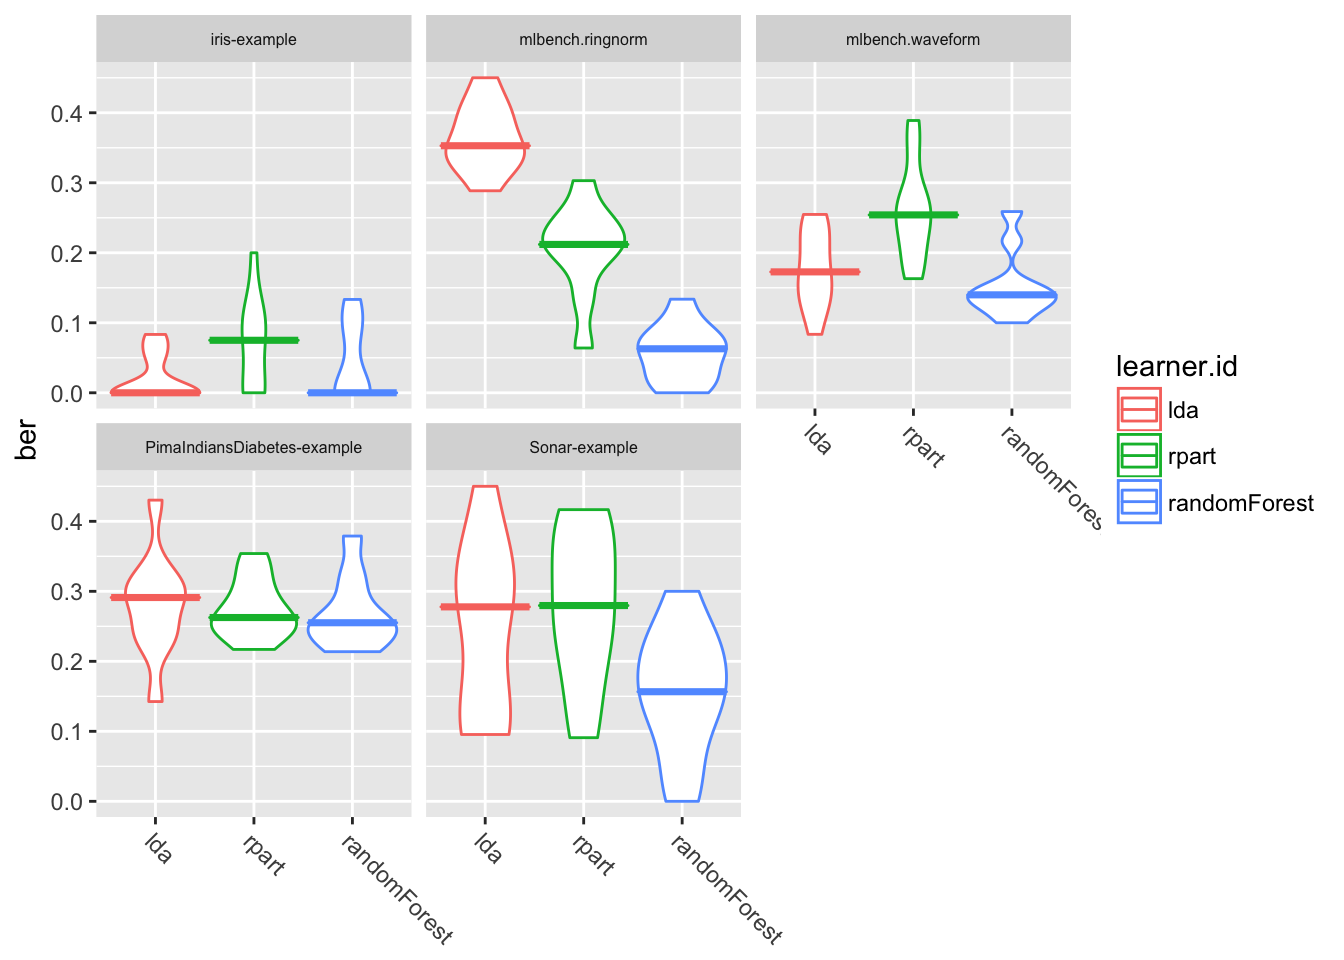 iris-example
mlbench.ringnorm
mlbench.waveform
0.4
0.3
0.2
0.1
0.0
lda
rpart
randomFores
learner.id
lda
rpart
randomForest
ber
PimaIndiansDiabetes-example
Sonar-example
0.4
0.3
0.2
0.1
0.0
lda
rpart
randomForest
lda
rpart
randomForest